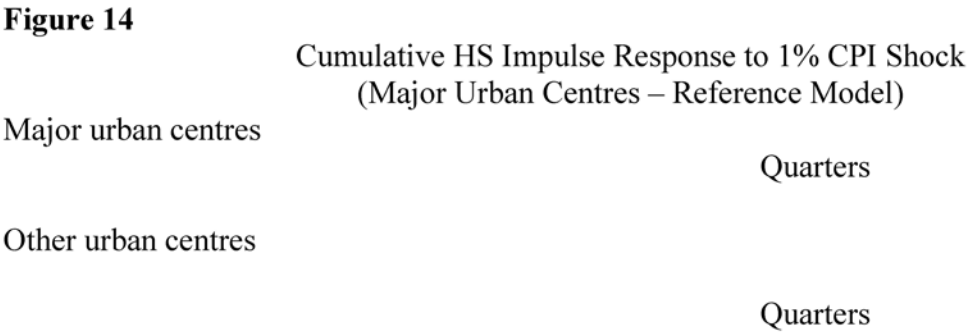 Figure 14
Cumulative HS Impulse Response to 1% CPI Shock
(Major Urban Centres – Reference Model)
Major urban centres
Quarters
Other urban centres
Quarters